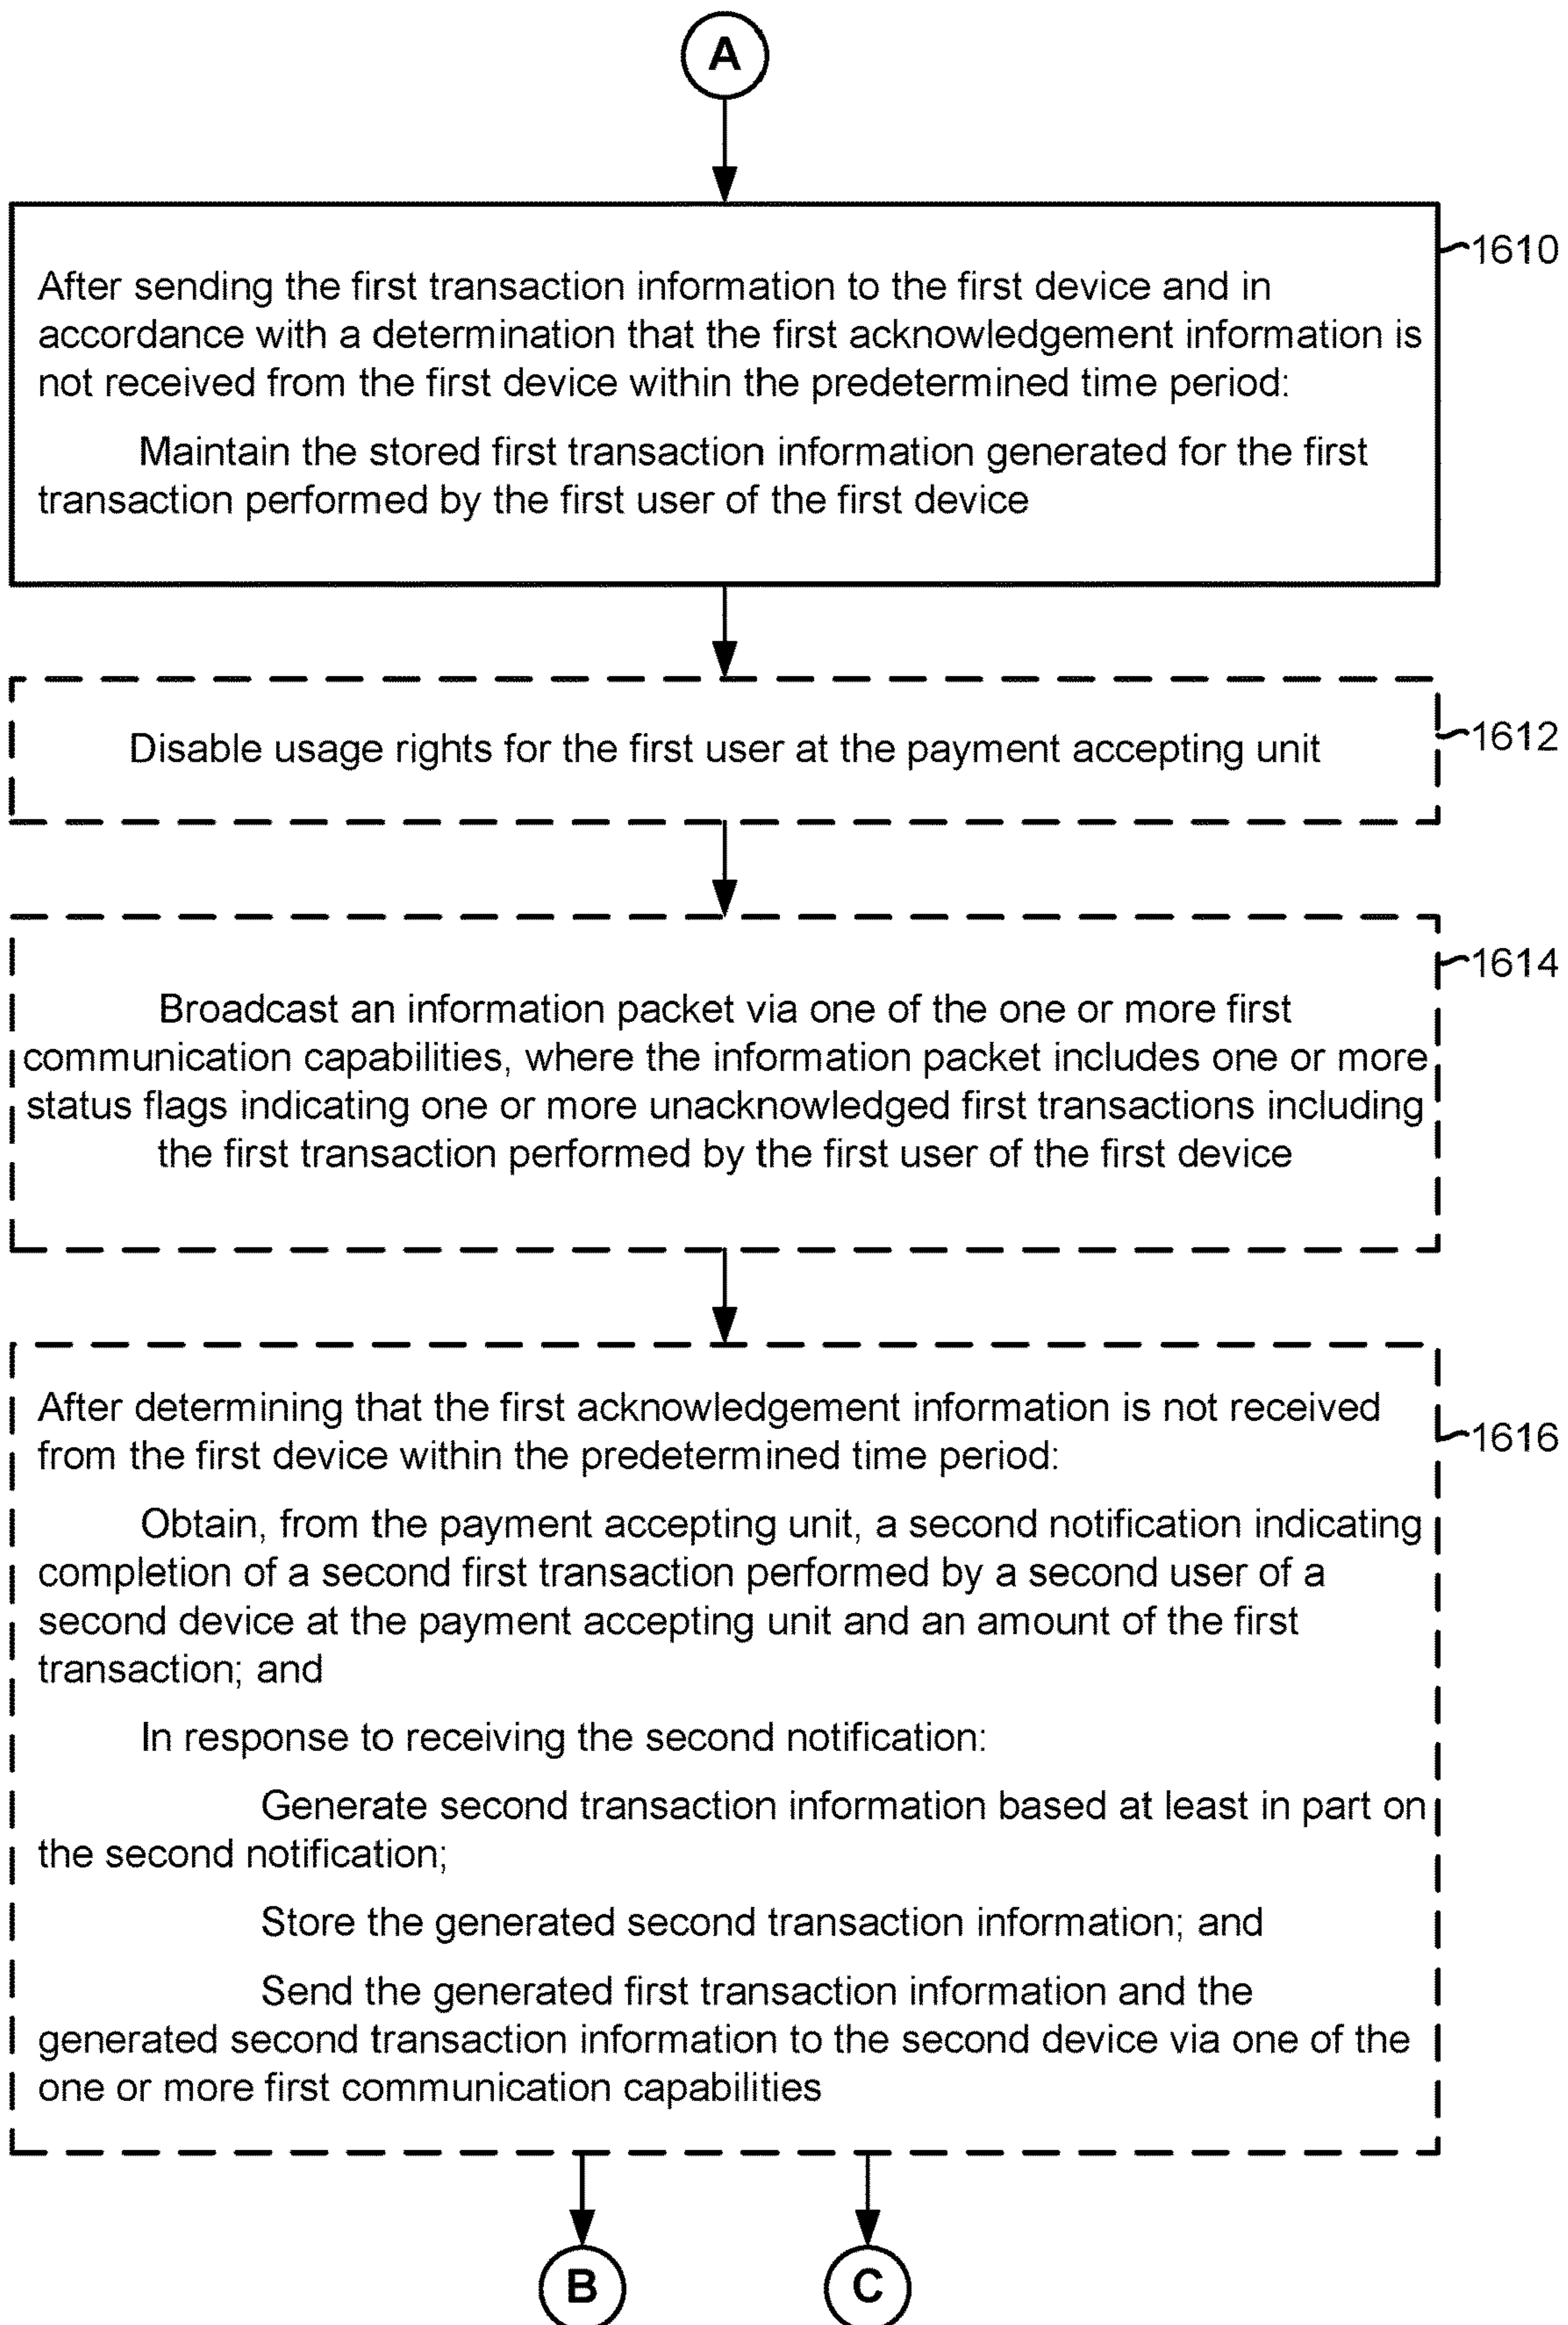 A
1610
After sending the first transaction information to the first device and in
accordance with a determination that the first acknowledgement information is
not received from the first device within the predetermined time period:
Maintain the stored first transaction information generated for the first
transaction performed by the first user of the first device
1612
Disable usage rights for the first user at the payment accepting unit
1614
Broadcast an information packet via one of the one or more first
communication capabilities, where the information packet includes one or more
status flags indicating one or more unacknowledged first transactions including
the first transaction performed by the first user of the first device
1616
After determining that the first acknowledgement information is not received
from the first device within the predetermined time period:
Obtain, from the payment accepting unit, a second notification indicating
completion of a second first transaction performed by a second user of a
second device at the payment accepting unit and an amount of the first
transaction; and
In response to receiving the second notification:
Generate second transaction information based at least in part on
the second notification;
Store the generated second transaction information; and
Send the generated first transaction information and the
generated second transaction information to the second device via one of the
one or more first communication capabilities
B
C